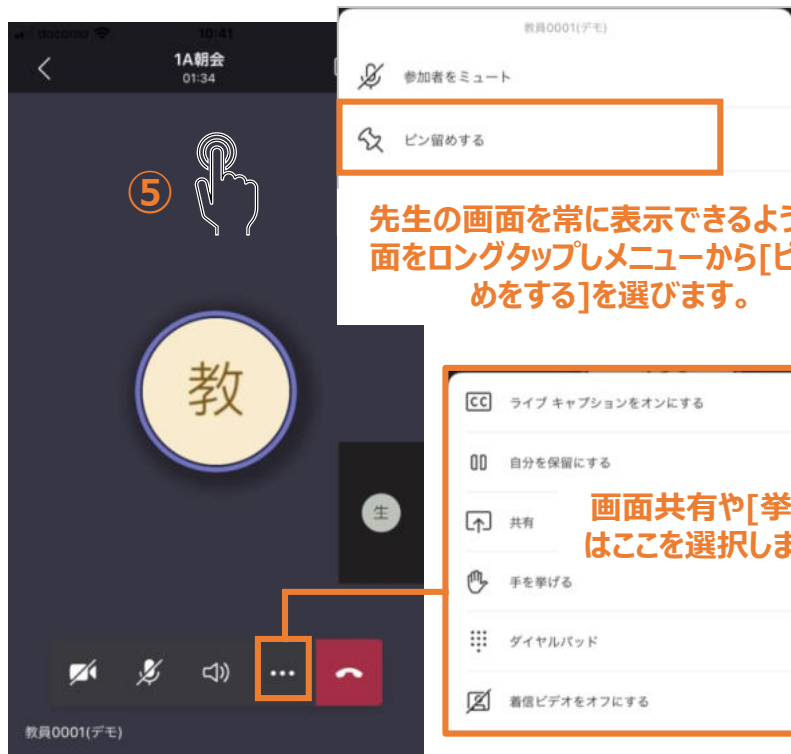 docomo
10:41
1A朝会
01:34
⑤
教
生
教員0001(デモ)
教員0001(デモ)
参加者をミュート
ピン留めする
先生の画面を常に表示できるよう
面をロングタップしメニューから[ピ
めをする]を選びます。
CC ライブ キャプションをオンにする
自分を保留にする
共有
画面共有や[挙
はここを選択しま
手を挙げる
ダイヤルパッド
着信ビデオをオフにする